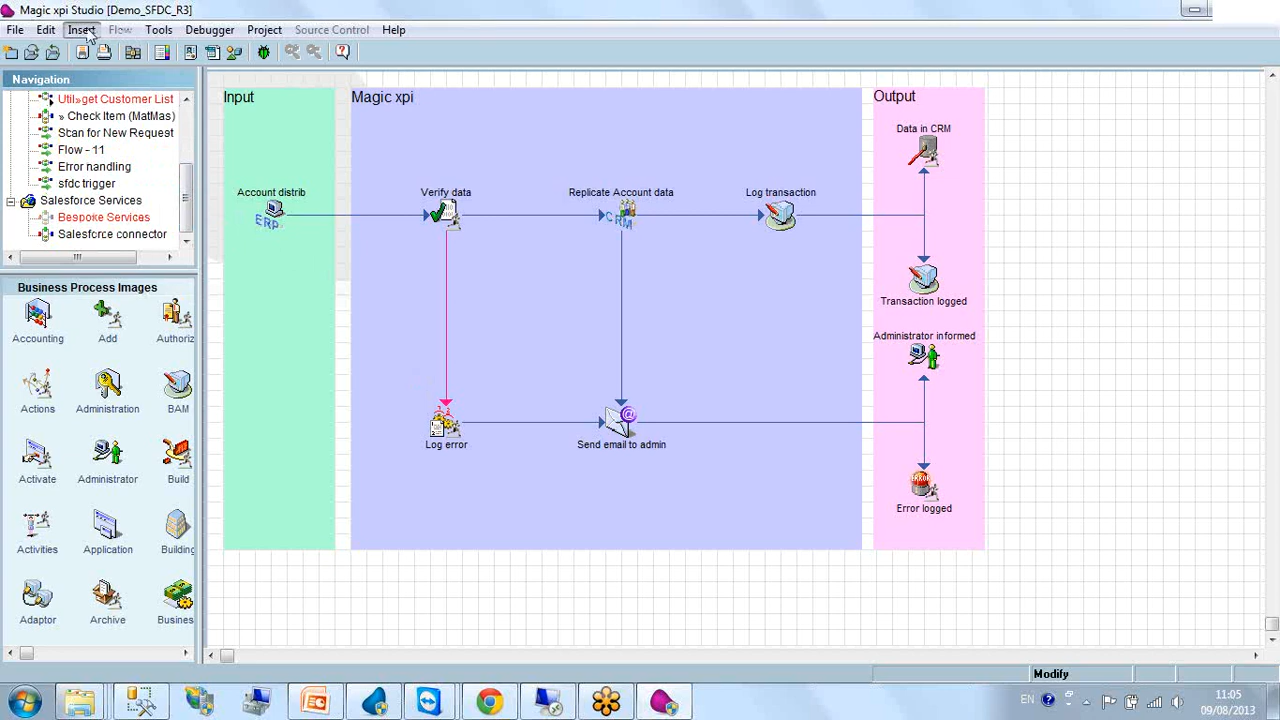 Magic xpi Studio [Demo_SFDC_R3]
File Edit Insert Flow Tools Debugger Project Source Control Help
Navigation
Util»get Customer List
» Check Item (MatMas)
Scan for New Request
Flow - 11
Error handling
sfdc trigger
Salesforce Services
Bespoke Services
Salesforce connector
Business Process Images
Accounting Add Authoriz
Actions Administration BAM
Activate Administrator Build
Activities Application Building
Adaptor Archive Busines
Input
Magic xpi
Output
Account distrib
ERP
Verify data
Replicate Account data
CRM
Log transaction
Data in CRM
Transaction logged
Administrator informed
Log error
@
Send email to admin
ERROR
Error logged
Modify
EN
11:05
09/08/2013